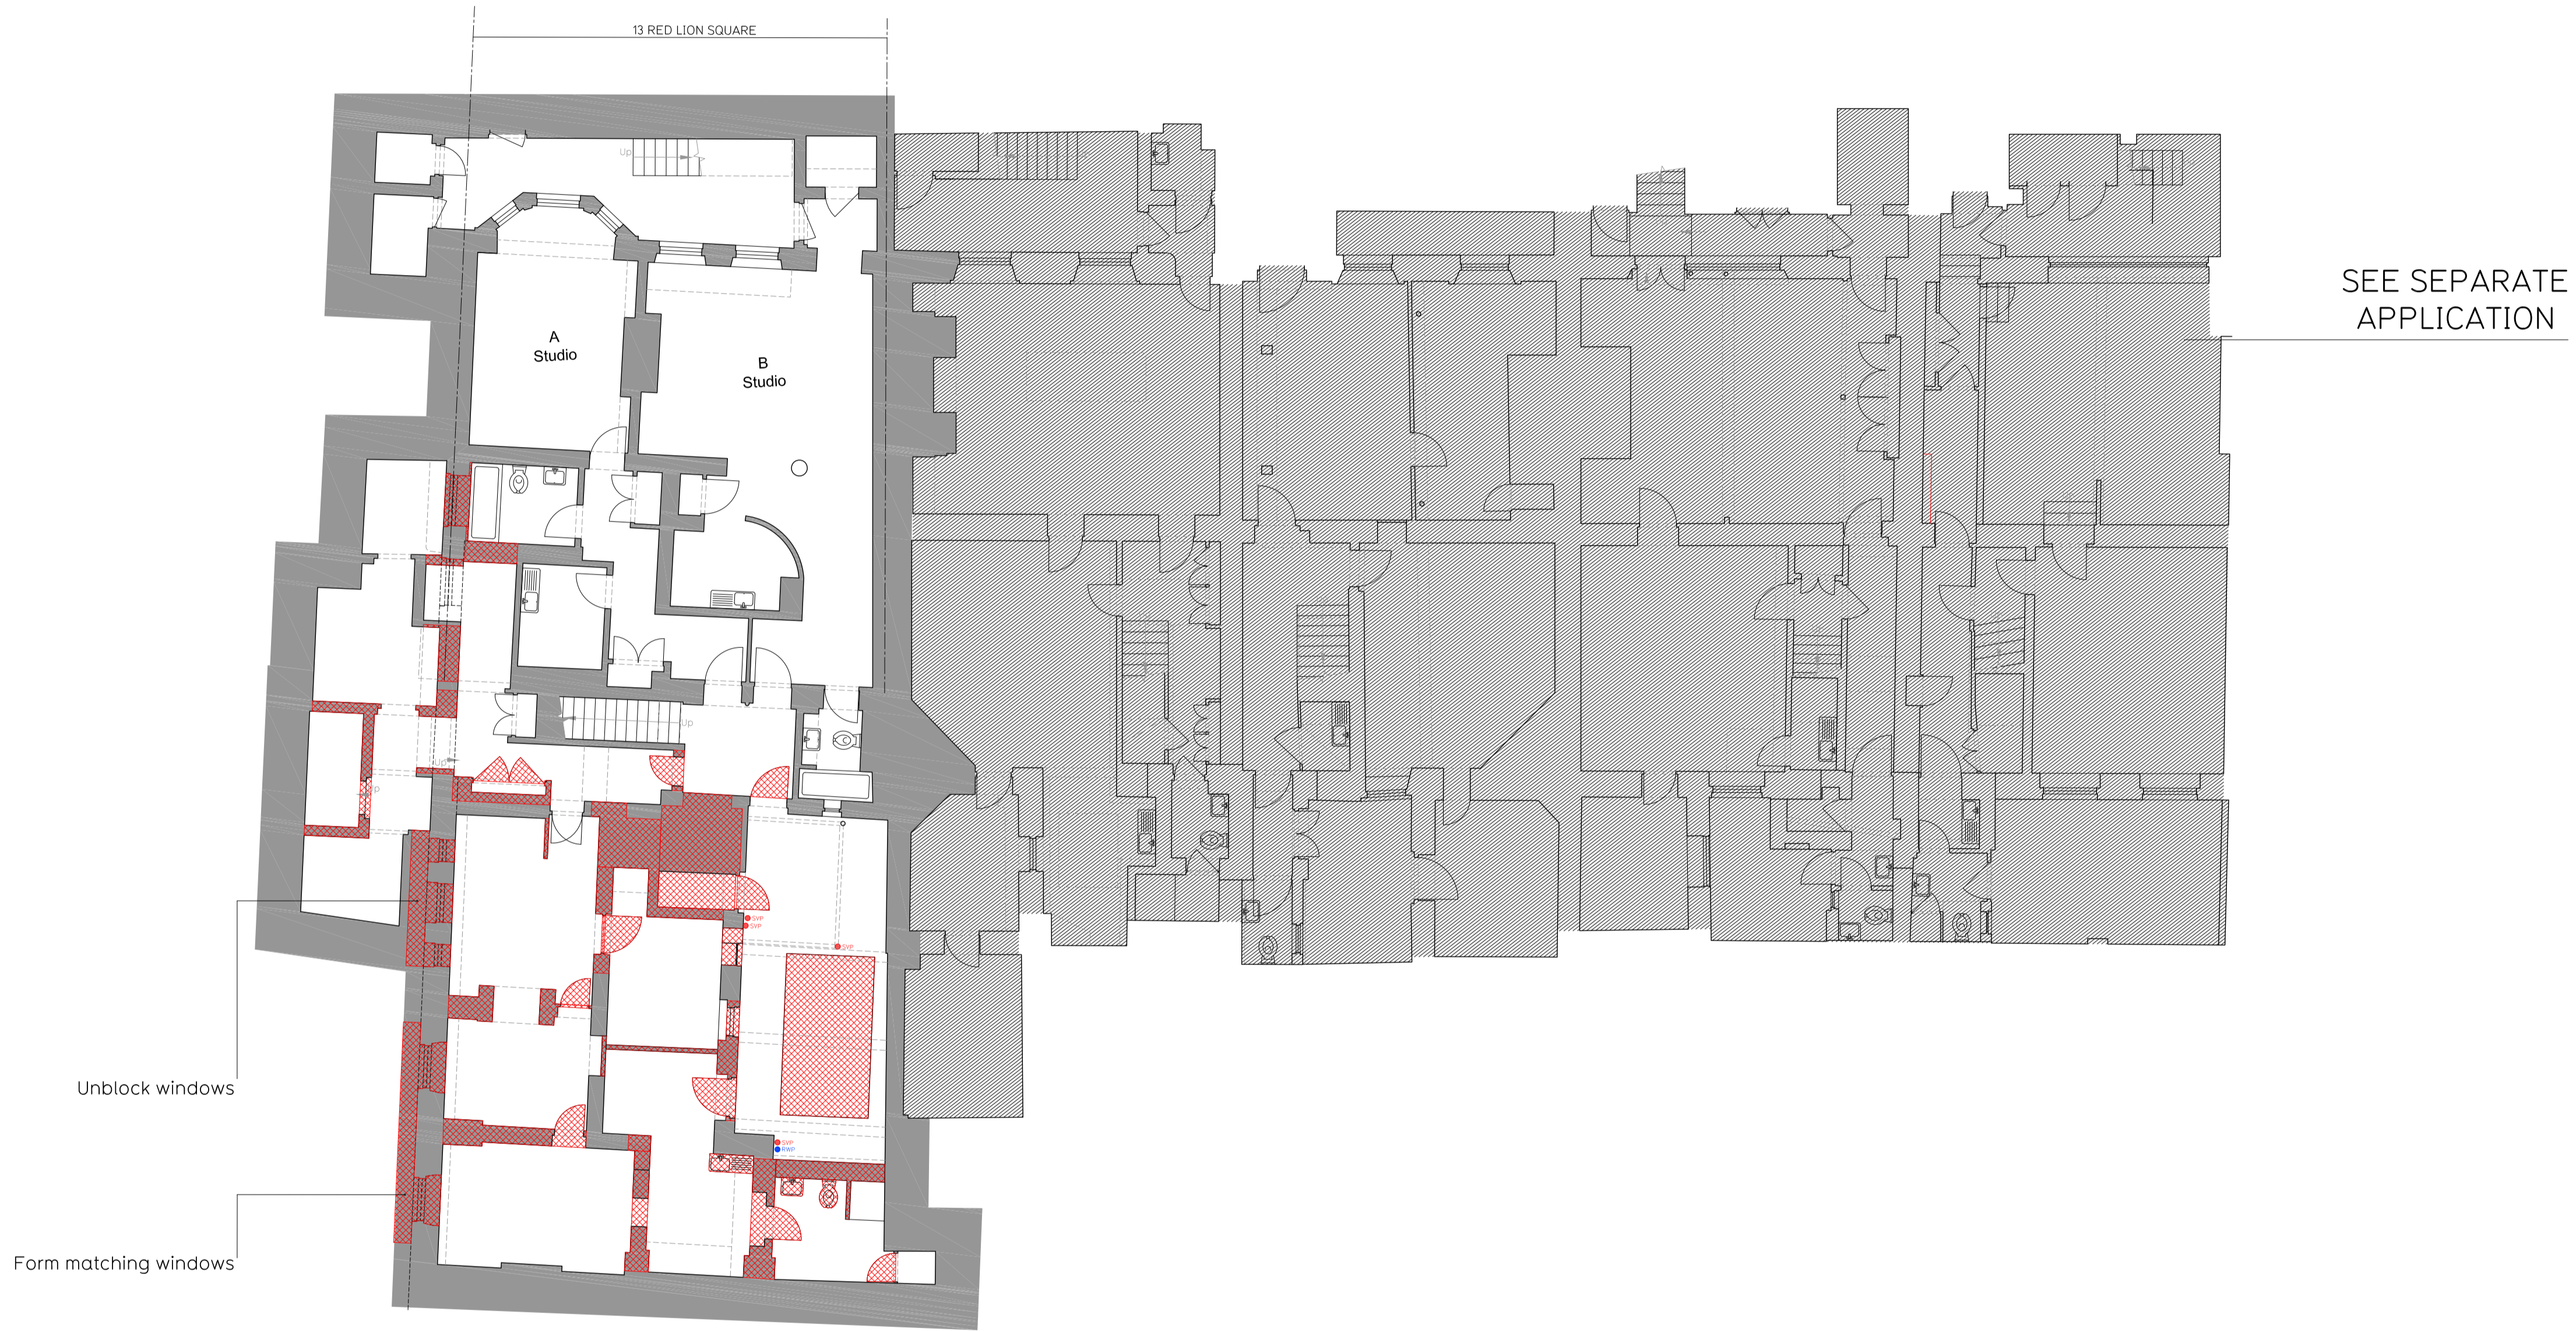 13 RED LION SQUARE
Up
SEE SEPARATE
APPLICATION
A
Studio
B
Studio
Up
Up
SVP
SVP
SVP
Unblock windows
SVP
RWP
Form matching windows